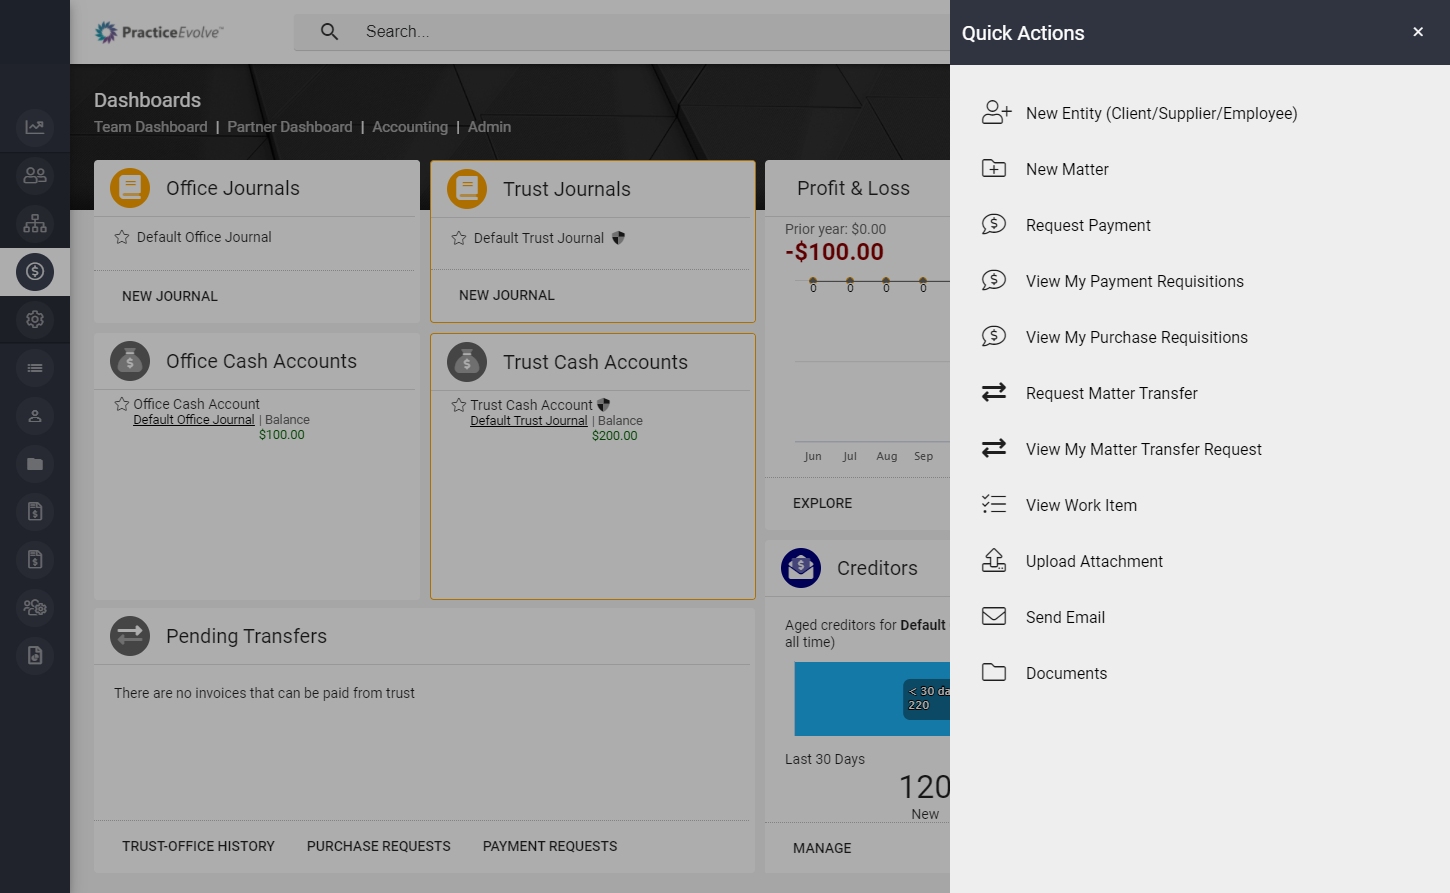 PracticeEvolve™
Search...
Quick Actions
Dashboards
Team Dashboard | Partner Dashboard | Accounting | Admin
Office Journals
Default Office Journal
NEW JOURNAL
Trust Journals
Default Trust Journal
NEW JOURNAL
Profit & Loss
Prior year: $0.00
-$100.00
0 0 0 0
Jun Jul Aug Sep
EXPLORE
Office Cash Accounts
Office Cash Account
Default Office Journal | Balance
$100.00
Trust Cash Accounts
Trust Cash Account
Default Trust Journal | Balance
$200.00
Creditors
Aged creditors for Default
all time)
< 30 da
220
Last 30 Days
120
New
MANAGE
Pending Transfers
There are no invoices that can be paid from trust
TRUST-OFFICE HISTORY PURCHASE REQUESTS PAYMENT REQUESTS
New Entity (Client/Supplier/Employee)
New Matter
Request Payment
View My Payment Requisitions
View My Purchase Requisitions
Request Matter Transfer
View My Matter Transfer Request
View Work Item
Upload Attachment
Send Email
Documents